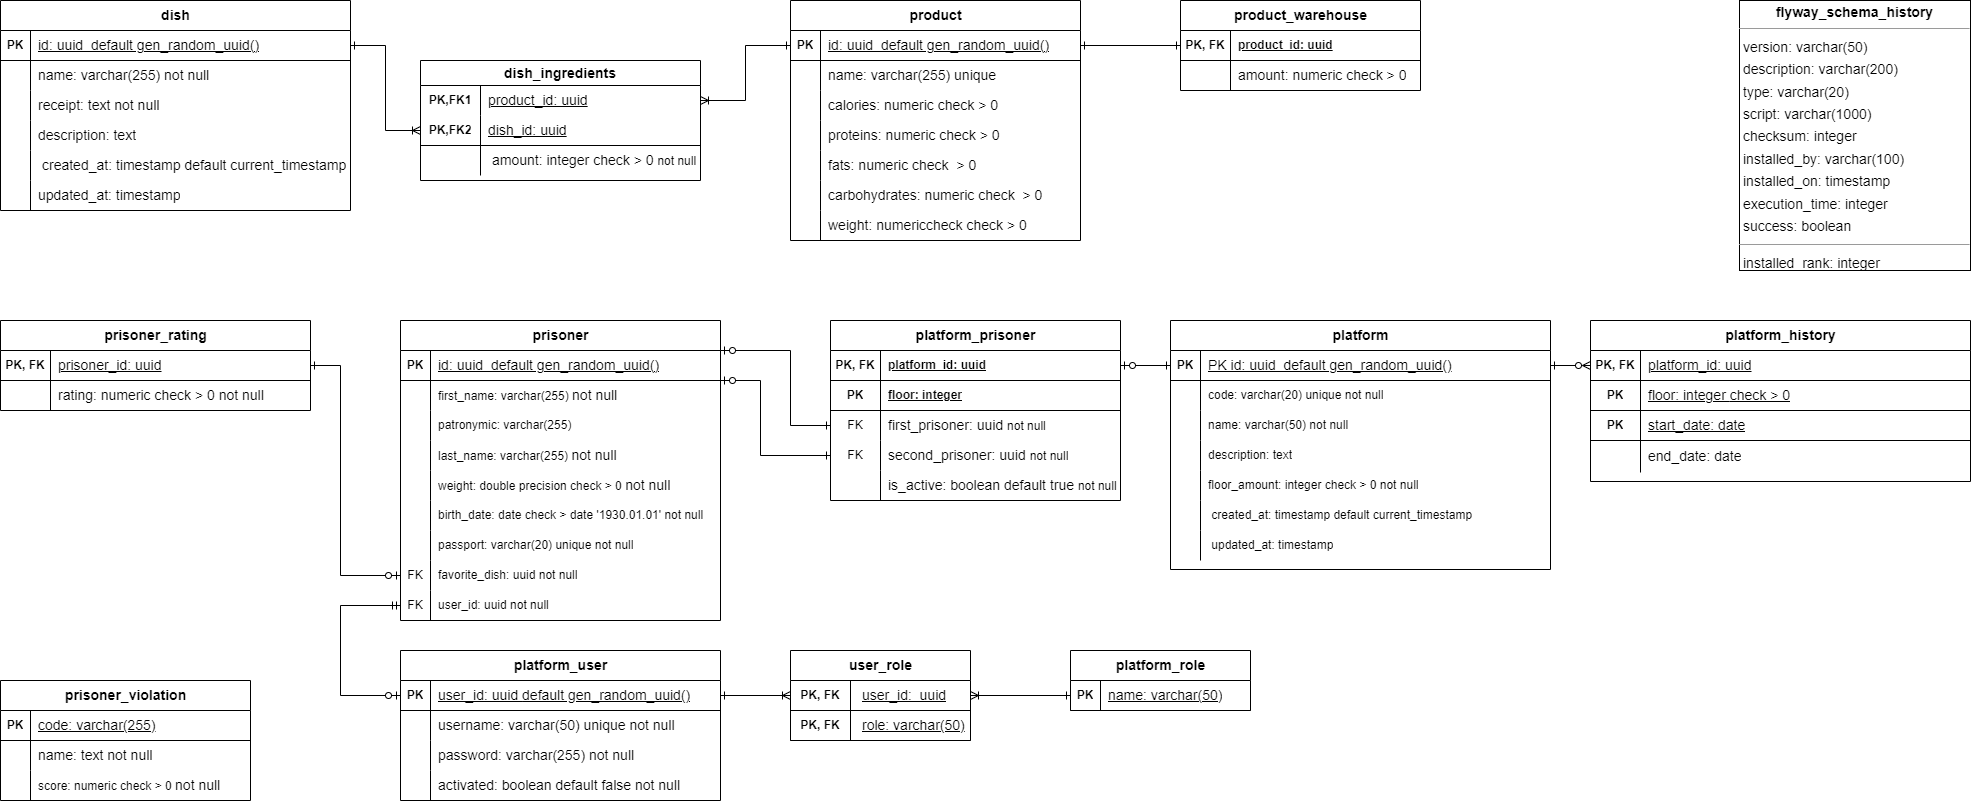 dish
PK id: uuid default gen_random_uuid()
name: varchar(255) not null
receipt: text not null
description: text
created_at: timestamp default current_timestamp
updated_at: timestamp
dish_ingredients
PK,FK1 product_id: uuid
PK,FK2 dish_id: uuid
amount: integer check > 0 not null
product
PK id: uuid default gen_random_uuid()
name: varchar(255) unique
calories: numeric check > 0
proteins: numeric check > 0
fats: numeric check > 0
carbohydrates: numeric check > 0
weight: numericcheck check > 0
product_warehouse
PK, FK product_id: uuid
amount: numeric check > 0
flyway_schema_history
version: varchar(50)
description: varchar(200)
type: varchar(20)
script: varchar(1000)
checksum: integer
installed_by: varchar(100)
installed_on: timestamp
execution_time: integer
success: boolean
installed_rank: integer
prisoner_rating
PK, FK prisoner_id: uuid
rating: numeric check > 0 not null
prisoner
PK id: uuid default gen_random_uuid()
first_name: varchar(255) not null
patronymic: varchar(255)
last_name: varchar(255) not null
weight: double precision check > 0 not null
birth_date: date check > date '1930.01.01' not null
passport: varchar(20) unique not null
FK favorite_dish: uuid not null
FK user_id: uuid not null
platform_prisoner
PK, FK platform_id: uuid
PK floor: integer
FK first_prisoner: uuid not null
FK second_prisoner: uuid not null
is_active: boolean default true not null
platform
PK PK id: uuid default gen_random_uuid()
code: varchar(20) unique not null
name: varchar(50) not null
description: text
floor_amount: integer check > 0 not null
created_at: timestamp default current_timestamp
updated_at: timestamp
platform_history
PK, FK platform_id: uuid
PK floor: integer check > 0
PK start_date: date
end_date: date
prisoner_violation
PK code: varchar(255)
name: text not null
score: numeric check > 0 not null
platform_user
PK user_id: uuid default gen_random_uuid()
username: varchar(50) unique not null
password: varchar(255) not null
activated: boolean default false not null
user_role
PK, FK user_id: uuid
PK, FK role: varchar(50)
platform_role
PK name: varchar(50)